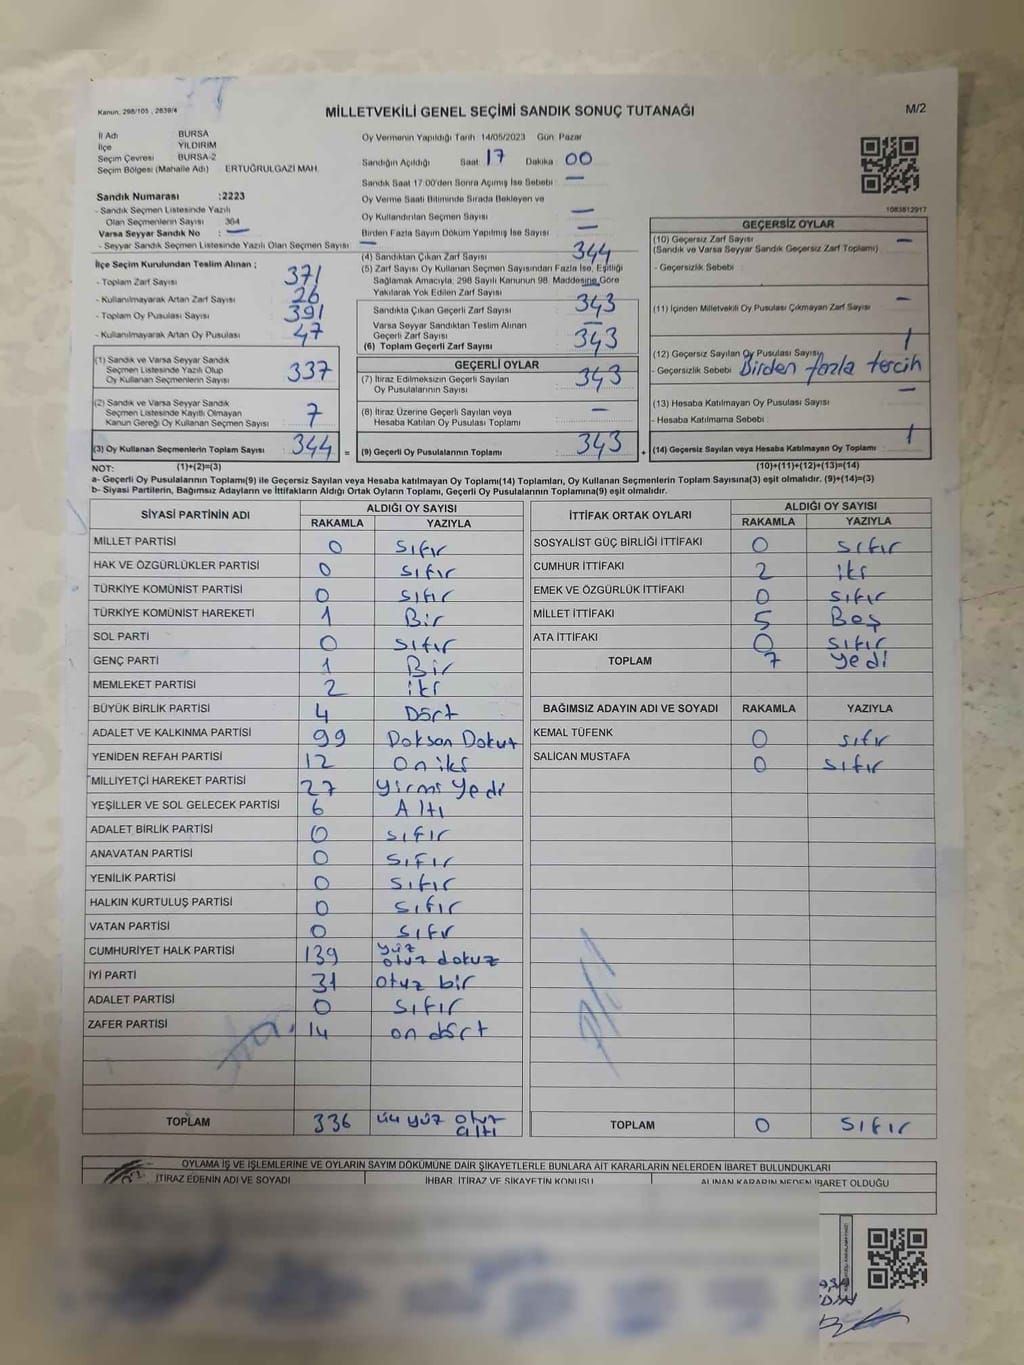 Kanun. 298/105 , 2839/4
MİLLETVEKİLİ GENEL SEÇİMİ SANDIK SONUÇ TUTANAĞI
M/2
İl Adı BURSA
İlçe YILDIRIM
Seçim Çevresi BURSA-2
Seçim Bölgesi (Mahalle Adı) ERTUĞRULGAZİ MAH.
Sandık Numarası :2223
- Sandık Seçmen Listesinde Yazılı
Olan Seçmenlerin Sayısı 364
Varsa Seyyar Sandık No : —
- Seyyar Sandık Seçmen Listesinde Yazılı Olan Seçmen Sayısı —
Oy Vermenin Yapıldığı Tarih 14/05/2023 Gün Pazar
Sandığın Açıldığı Saat 17 Dakika 00
Sandık Saat 17:00'den Sonra Açılmış İse Sebebi —
Oy Verme Saati Bitiminde Sırada Bekleyen ve
Oy Kullandırılan Seçmen Sayısı —
Birden Fazla Sayım Döküm Yapılmış İse Sayısı —
1083812917
İlçe Seçim Kurulundan Teslim Alınan ;
- Toplam Zarf Sayısı 371
- Kullanılmayarak Artan Zarf Sayısı 26
- Toplam Oy Pusulası Sayısı 391
- Kullanılmayarak Artan Oy Pusulası 47
(1) Sandık ve Varsa Seyyar Sandık
Seçmen Listesinde Yazılı Olup
Oy Kullanan Seçmenlerin Sayısı 337
(2) Sandık ve Varsa Seyyar Sandık
Seçmen Listesinde Kayıtlı Olmayan
Kanun Gereği Oy Kullanan Seçmen Sayısı 7
(3) Oy Kullanan Seçmenlerin Toplam Sayısı 344 =
(4) Sandıktan Çıkan Zarf Sayısı 344
(5) Zarf Sayısı Oy Kullanan Seçmen Sayısından Fazla İse, Eşitliği
Sağlamak Amacıyla, 298 Sayılı Kanunun 98. Maddesine Göre
Yakılarak Yok Edilen Zarf Sayısı —
Sandıkta Çıkan Geçerli Zarf Sayısı 343
Varsa Seyyar Sandıktan Teslim Alınan
Geçerli Zarf Sayısı —
(6) Toplam Geçerli Zarf Sayısı 343
GEÇERLİ OYLAR
(7) İtiraz Edilmeksizin Geçerli Sayılan
Oy Pusulalarının Sayısı 343
(8) İtiraz Üzerine Geçerli Sayılan veya
Hesaba Katılan Oy Pusulası Toplamı —
(9) Geçerli Oy Pusulalarının Toplamı 343 +
GEÇERSİZ OYLAR
(10) Geçersiz Zarf Sayısı —
(Sandık ve Varsa Seyyar Sandık Geçersiz Zarf Toplamı)
- Geçersizlik Sebebi
(11) İçinden Milletvekili Oy Pusulası Çıkmayan Zarf Sayısı —
(12) Geçersiz Sayılan Oy Pusulası Sayısı 1
- Geçersizlik Sebebi Birden fazla tercih
(13) Hesaba Katılmayan Oy Pusulası Sayısı —
- Hesaba Katılmama Sebebi
(14) Geçersiz Sayılan veya Hesaba Katılmayan Oy Toplamı 1
NOT: (1)+(2)=(3)
(10)+(11)+(12)+(13)=(14)
a- Geçerli Oy Pusulalarının Toplamı(9) ile Geçersiz Sayılan veya Hesaba katılmayan Oy Toplamı(14) Toplamları, Oy Kullanan Seçmenlerin Toplam Sayısına(3) eşit olmalıdır. (9)+(14)=(3)
b- Siyasi Partilerin, Bağımsız Adayların ve İttifakların Aldığı Ortak Oyların Toplamı, Geçerli Oy Pusulalarının Toplamına(9) eşit olmalıdır.
SİYASİ PARTİNİN ADI ALDIĞI OY SAYISI
RAKAMLA YAZIYLA
MİLLET PARTİSİ 0 sıfır
HAK VE ÖZGÜRLÜKLER PARTİSİ 0 sıfır
TÜRKİYE KOMÜNİST PARTİSİ 0 sıfır
TÜRKİYE KOMÜNİST HAREKETİ 1 Bir
SOL PARTİ 0 sıfır
GENÇ PARTİ 1 Bir
MEMLEKET PARTİSİ 2 iki
BÜYÜK BİRLİK PARTİSİ 4 Dört
ADALET VE KALKINMA PARTİSİ 99 Doksan Dokuz
YENİDEN REFAH PARTİSİ 12 on iki
MİLLİYETÇİ HAREKET PARTİSİ 27 yirmi yedi
YEŞİLLER VE SOL GELECEK PARTİSİ 6 Altı
ADALET BİRLİK PARTİSİ 0 sıfır
ANAVATAN PARTİSİ 0 sıfır
YENİLİK PARTİSİ 0 sıfır
HALKIN KURTULUŞ PARTİSİ 0 sıfır
VATAN PARTİSİ 0 sıfır
CUMHURİYET HALK PARTİSİ 139 yüz otuz dokuz
İYİ PARTİ 31 otuz bir
ADALET PARTİSİ 0 sıfır
ZAFER PARTİSİ 14 on dört
TOPLAM 336 üç yüz otuz altı
İTTİFAK ORTAK OYLARI ALDIĞI OY SAYISI
RAKAMLA YAZIYLA
SOSYALİST GÜÇ BİRLİĞİ İTTİFAKI 0 sıfır
CUMHUR İTTİFAKI 2 iki
EMEK VE ÖZGÜRLÜK İTTİFAKI 0 sıfır
MİLLET İTTİFAKI 5 Beş
ATA İTTİFAKI 0 sıfır
TOPLAM 7 yedi
BAĞIMSIZ ADAYIN ADI VE SOYADI RAKAMLA YAZIYLA
KEMAL TÜFENK 0 sıfır
SALİCAN MUSTAFA 0 sıfır
TOPLAM 0 sıfır
OYLAMA İŞ VE İŞLEMLERİNE VE OYLARIN SAYIM DÖKÜMÜNE DAİR ŞİKAYETLERLE BUNLARA AİT KARARLARIN NELERDEN İBARET BULUNDUKLARI
İTİRAZ EDENİN ADI VE SOYADI İHBAR, İTİRAZ VE ŞİKAYETİN KONUSU ALINAN KARARIN NEDEN İBARET OLDUĞU